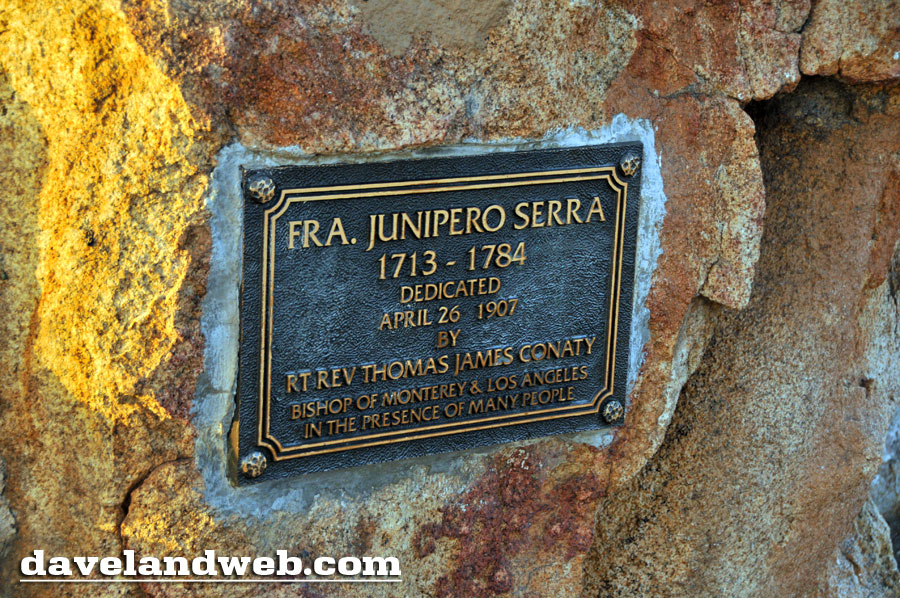 FRA. JUNIPERO SERRA
1713 - 1784
DEDICATED
APRIL 26 1907
BY
RT REV THOMAS JAMES CONATY
BISHOP OF MONTEREY & LOS ANGELES
IN THE PRESENCE OF MANY PEOPLE
davelandweb.com